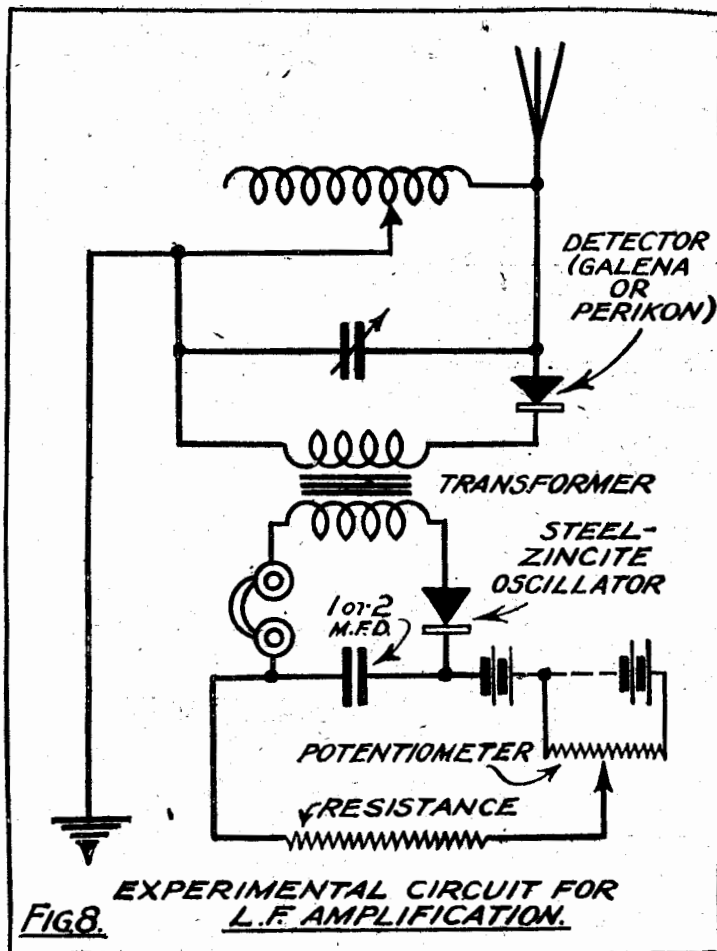 DETECTOR
(GALENA
OR
PERIKON)
TRANSFORMER
STEEL-
ZINCITE
OSCILLATOR
1 or 2
M.F.D.
POTENTIOMETER
RESISTANCE
EXPERIMENTAL CIRCUIT FOR
L.F. AMPLIFICATION.
FIG.8.